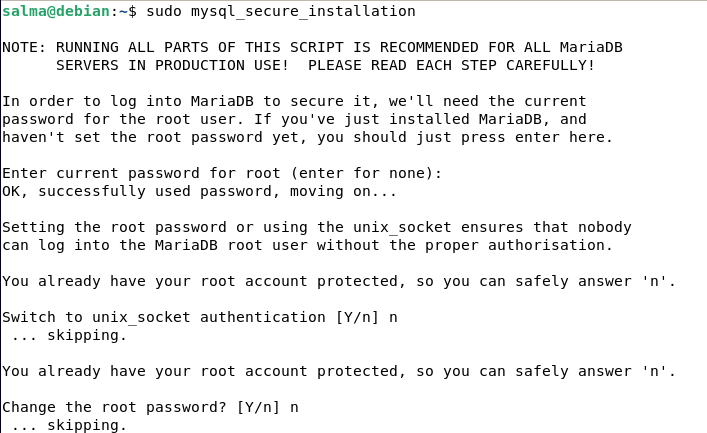 salma@debian:~$ sudo mysql_secure_installation
NOTE: RUNNING ALL PARTS OF THIS SCRIPT IS RECOMMENDED FOR ALL MariaDB
SERVERS IN PRODUCTION USE!  PLEASE READ EACH STEP CAREFULLY!
In order to log into MariaDB to secure it, we'll need the current
password for the root user. If you've just installed MariaDB, and
haven't set the root password yet, you should just press enter here.
Enter current password for root (enter for none):
OK, successfully used password, moving on...
Setting the root password or using the unix_socket ensures that nobody
can log into the MariaDB root user without the proper authorisation.
You already have your root account protected, so you can safely answer 'n'.
Switch to unix_socket authentication [Y/n] n
... skipping.
You already have your root account protected, so you can safely answer 'n'.
Change the root password? [Y/n] n
... skipping.